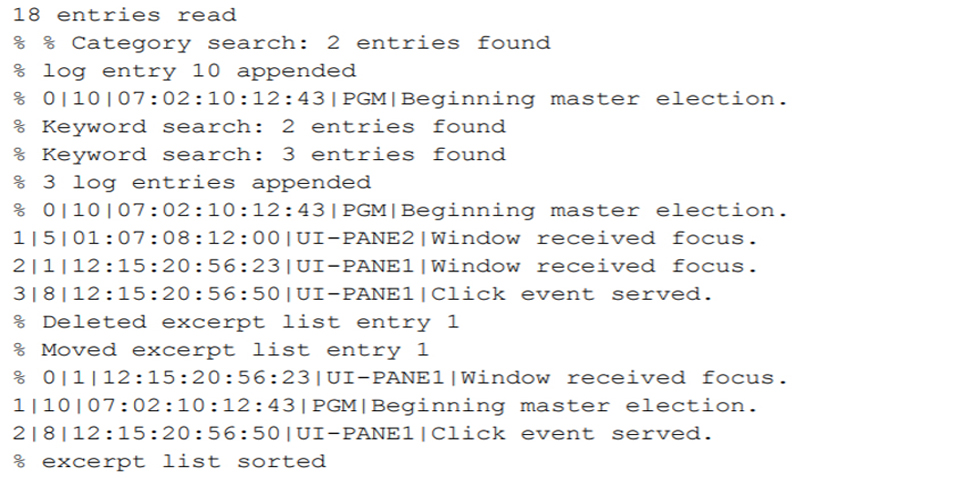 18 entries read
% % Category search: 2 entries found
% log entry 10 appended
% 0|10|07:02:10:12:43|PGM|Beginning master election.
% Keyword search: 2 entries found
% Keyword search: 3 entries found
% 3 log entries appended
% 0|10|07:02:10:12:43|PGM|Beginning master election.
1|5|01:07:08:12:00|UI-PANE2|Window received focus.
2|1|12:15:20:56:23|UI-PANE1|Window received focus.
3|8|12:15:20:56:50|UI-PANE1|Click event served.
% Deleted excerpt list entry 1
% Moved excerpt list entry 1
% 0|1|12:15:20:56:23|UI-PANE1|Window received focus.
1|10|07:02:10:12:43|PGM|Beginning master election.
2|8|12:15:20:56:50|UI-PANE1|Click event served.
% excerpt list sorted